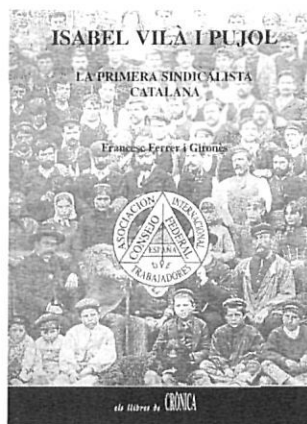 ISABEL VILÀ I PUJOL
LA PRIMERA SINDICALISTA
CATALANA
Francesc Ferrer i Gironès
ASOCIACION INTERNACIONAL
DE TRABAJADORES
CONSEJO FEDERAL
ESPAÑA
els llibres de CRÒNICA